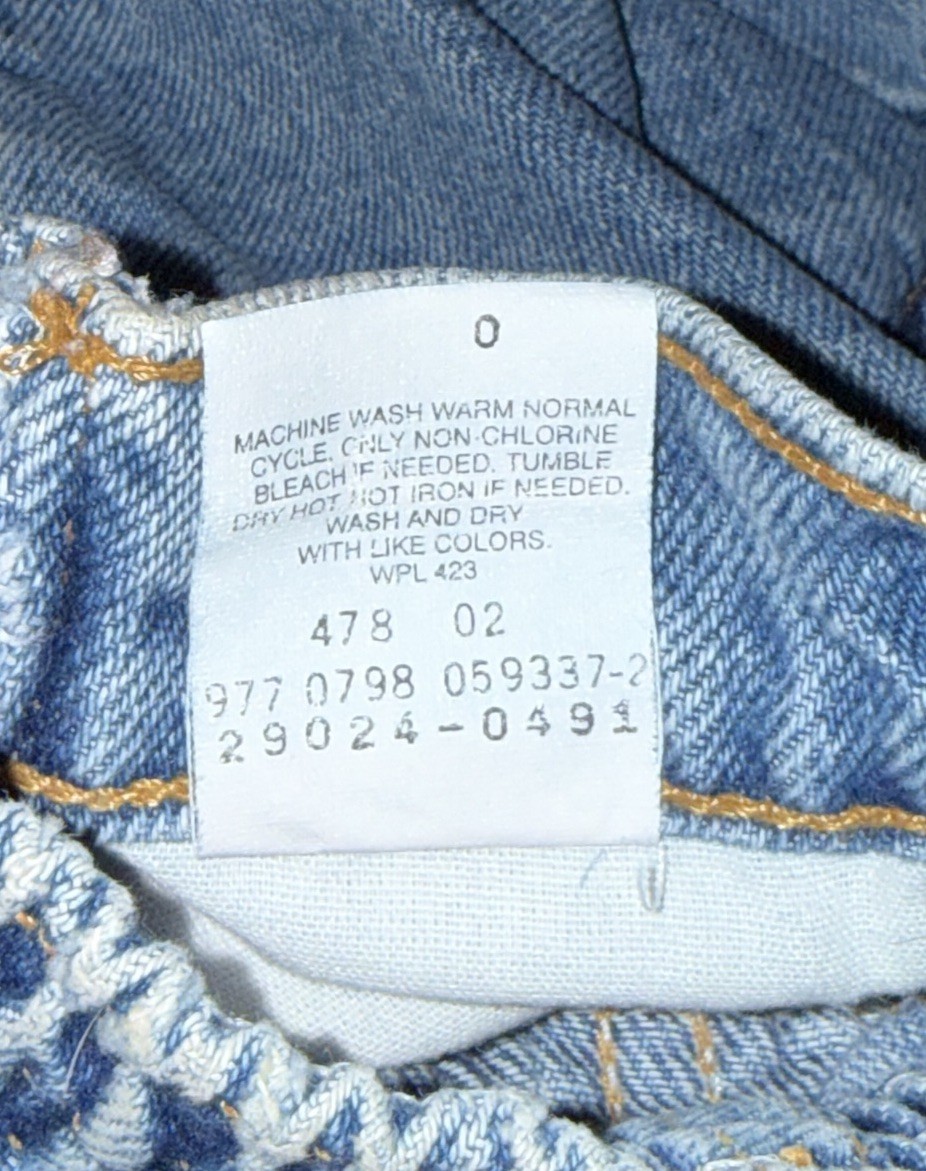 0
MACHINE WASH WARM NORMAL
CYCLE. ONLY NON-CHLORINE
BLEACH IF NEEDED. TUMBLE
DRY HOT HOT IRON IF NEEDED.
WASH AND DRY
WITH LIKE COLORS.
WPL 423
478 02
977 0798 059337-2
29024-0491